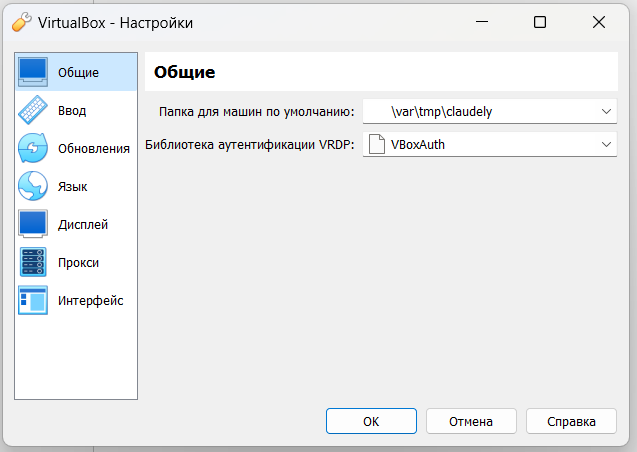 VirtualBox - Настройки
Общие
Ввод
Обновления
Язык
Дисплей
Прокси
Интерфейс
Общие
Папка для машин по умолчанию: \var\tmp\claudely
Библиотека аутентификации VRDP: VBoxAuth
OK
Отмена
Справка